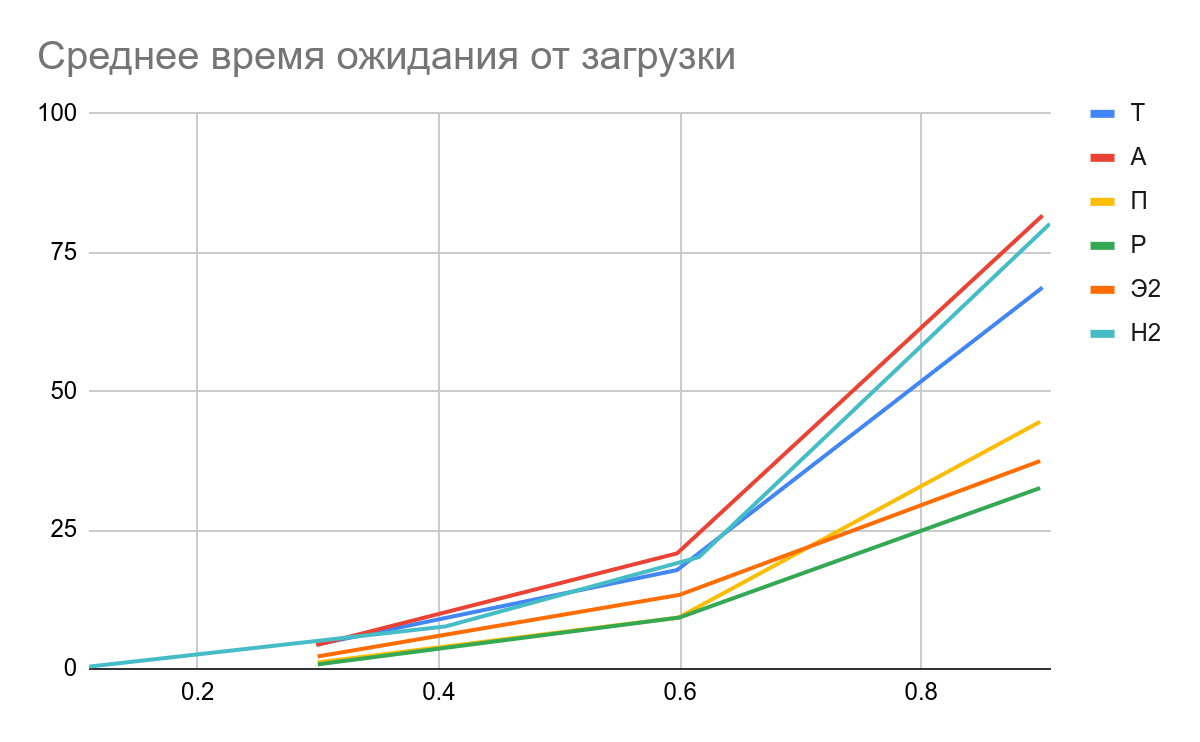 Среднее время ожидания от загрузки
100
75
50
25
0
0.2
0.4
0.6
0.8
Т
А
П
Р
Э2
Н2